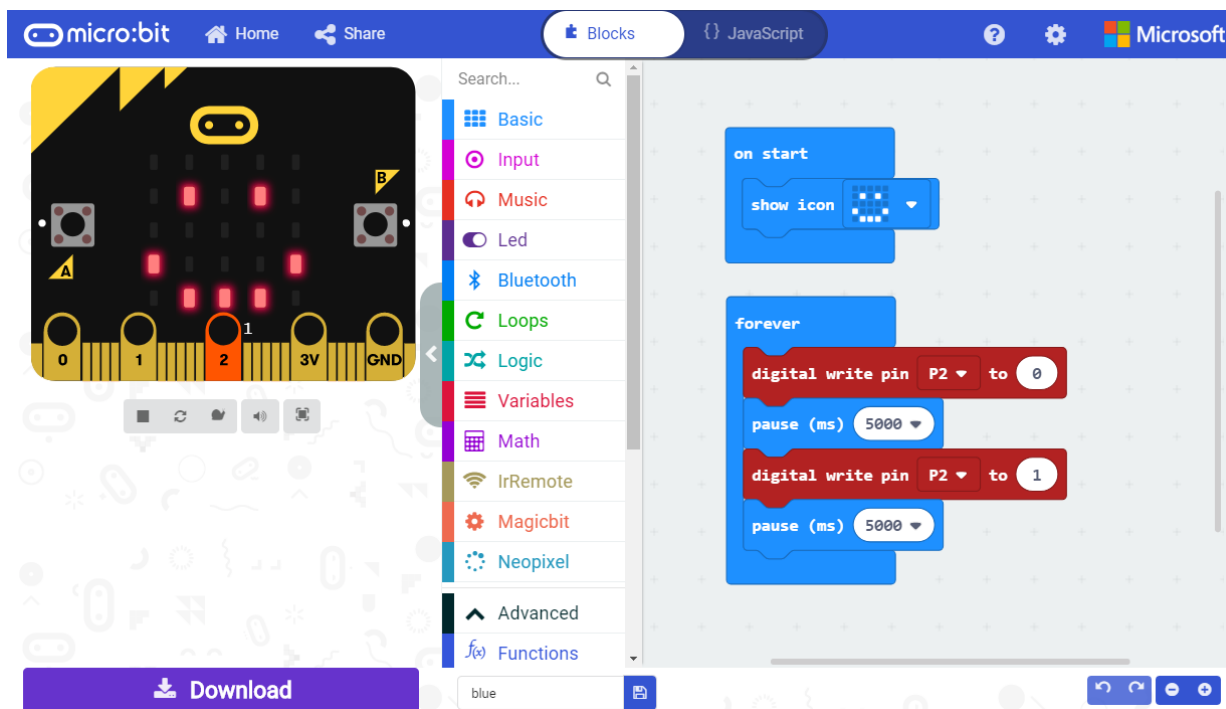 micro:bit Home Share Blocks {} JavaScript ? Microsoft
Search...
Basic
Input
Music
Led
Bluetooth
Loops
Logic
Variables
Math
IrRemote
Magicbit
Neopixel
Advanced
f(x) Functions
B
A
1
0 1 2 3V GND
Download
blue
on start
show icon
forever
digital write pin P2 to 0
pause (ms) 5000
digital write pin P2 to 1
pause (ms) 5000